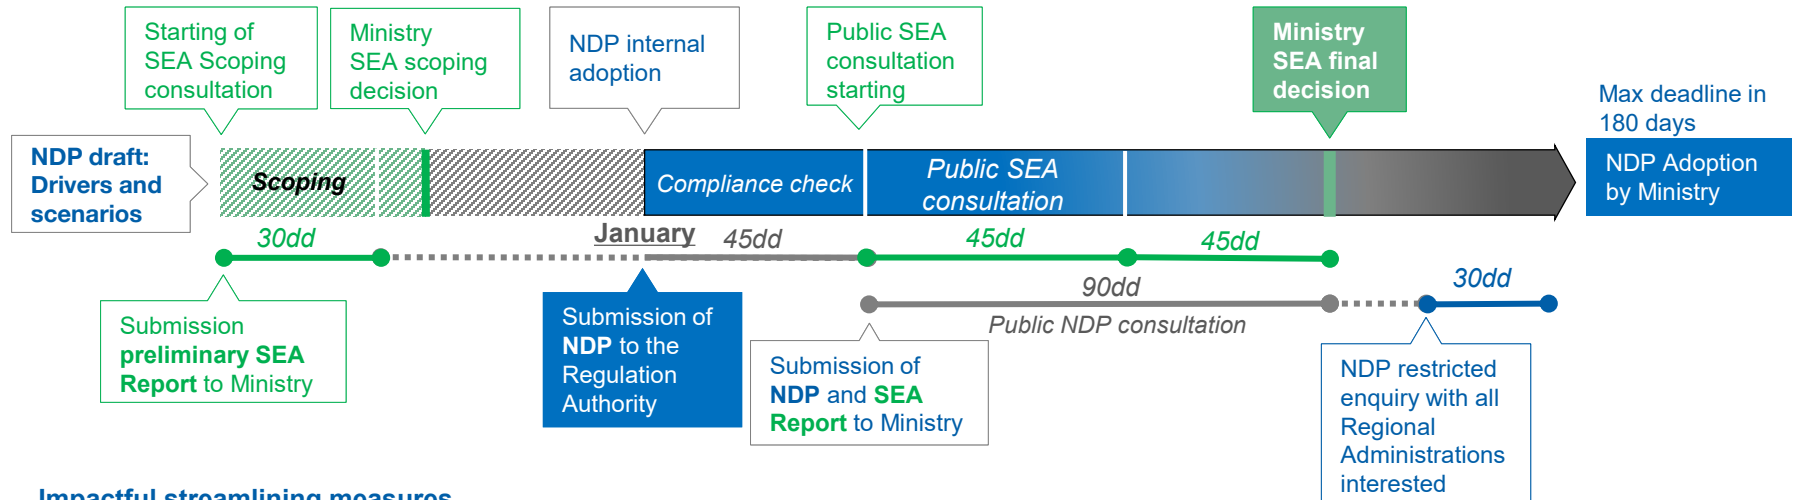 Starting of
SEA Scoping
consultation
Ministry
SEA scoping
decision
NDP internal
adoption
Public SEA
consultation
starting
Ministry
SEA final
decision
Max deadline in
180 days
NDP draft:
Drivers and
scenarios
Scoping
Compliance check
Public SEA
consultation
NDP Adoption
by Ministry
30dd
January
45dd
45dd
45dd
90dd
Public NDP consultation
30dd
Submission
preliminary SEA
Report to Ministry
Submission of
NDP to the
Regulation
Authority
Submission of
NDP and SEA
Report to Ministry
NDP restricted
enquiry with all
Regional
Administrations
interested
Impactful streamlining measures